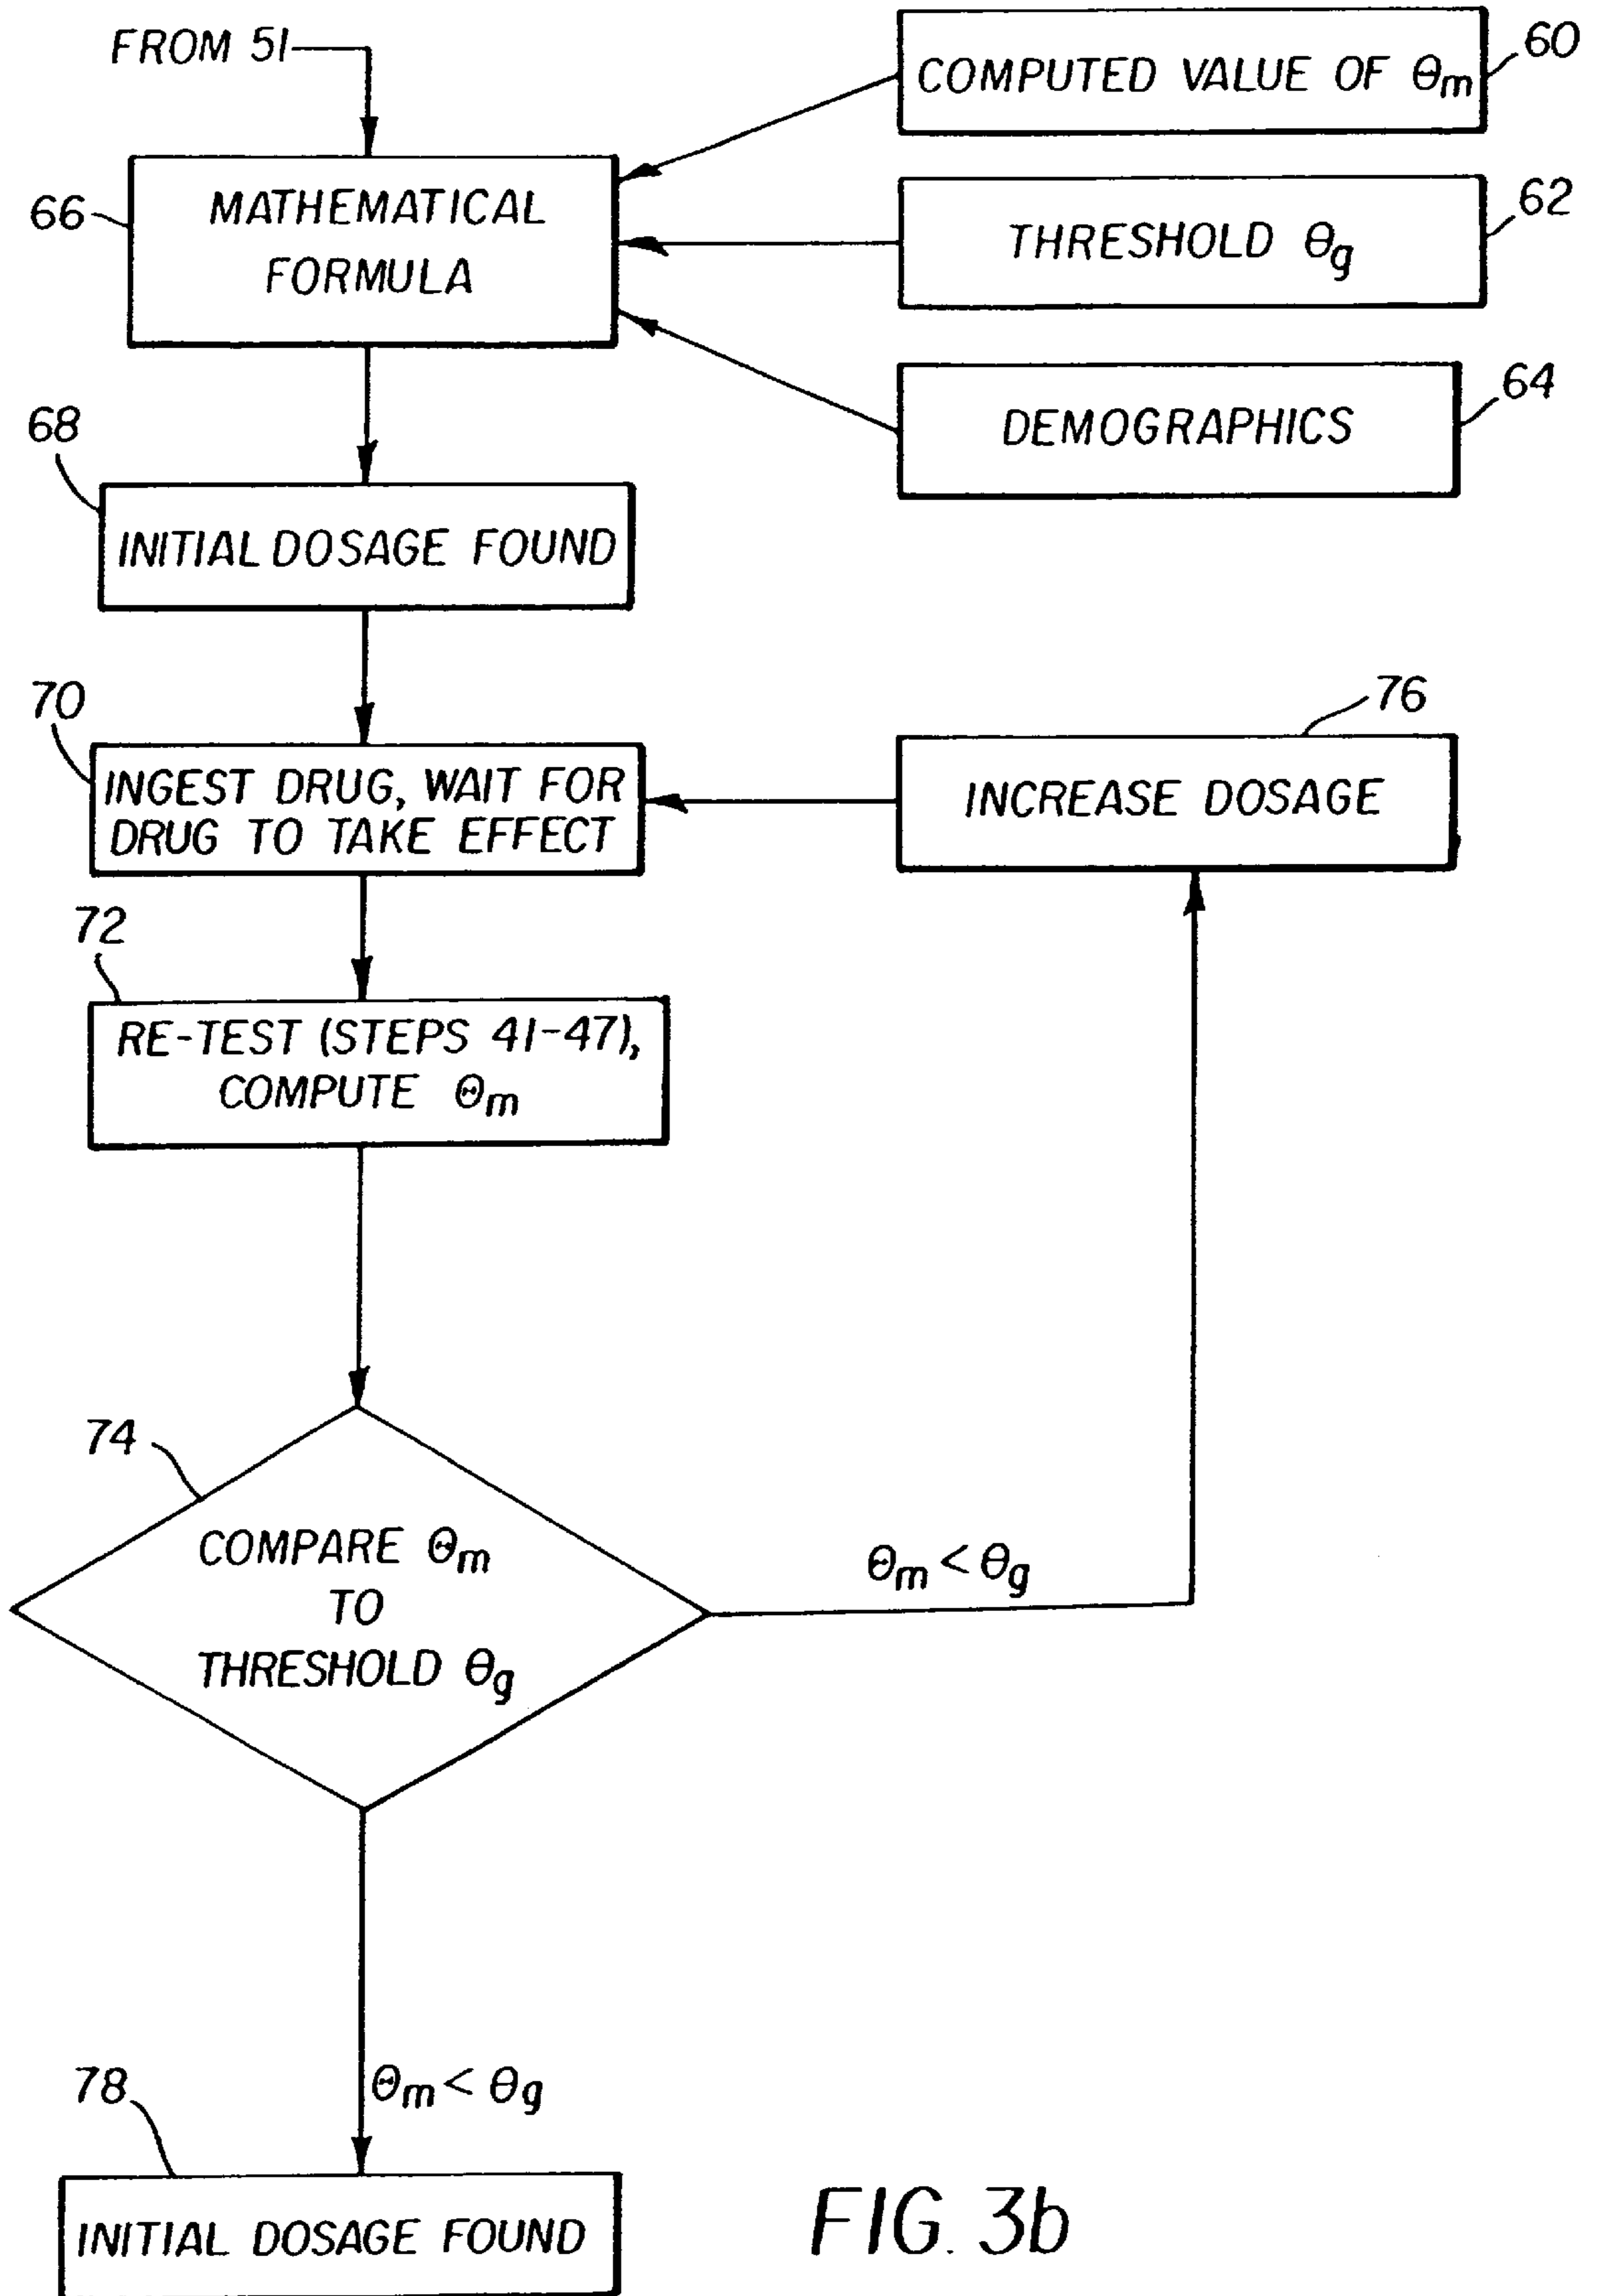 FROM 51
COMPUTED VALUE OF θm
60
66
MATHEMATICAL
FORMULA
THRESHOLD θg
62
DEMOGRAPHICS
64
68
INITIAL DOSAGE FOUND
70
INGEST DRUG, WAIT FOR
DRUG TO TAKE EFFECT
76
INCREASE DOSAGE
72
RE-TEST (STEPS 41-47),
COMPUTE θm
74
COMPARE θm
TO
THRESHOLD θg
θm < θg
θm < θg
78
INITIAL DOSAGE FOUND
FIG. 3b